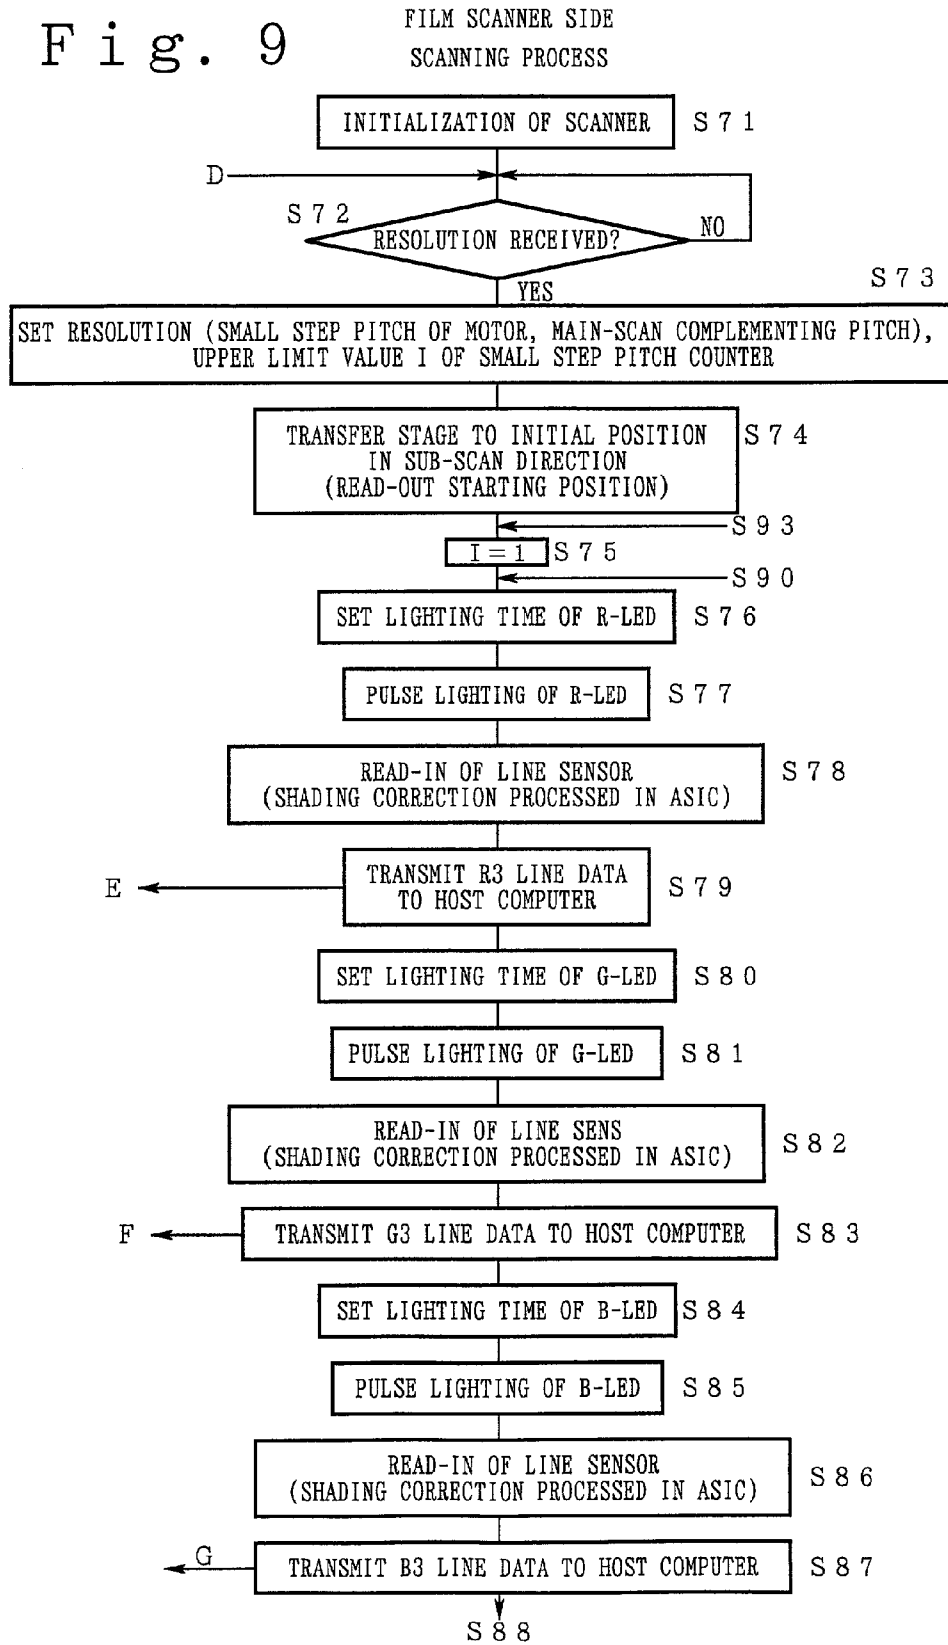 Fig. 9
FILM SCANNER SIDE
SCANNING PROCESS
INITIALIZATION OF SCANNER
S71
D
S72
RESOLUTION RECEIVED?
NO
YES
S73
SET RESOLUTION (SMALL STEP PITCH OF MOTOR, MAIN-SCAN COMPLEMENTING PITCH),
UPPER LIMIT VALUE I OF SMALL STEP PITCH COUNTER
TRANSFER STAGE TO INITIAL POSITION
IN SUB-SCAN DIRECTION
(READ-OUT STARTING POSITION)
S74
S93
I=1
S75
S90
SET LIGHTING TIME OF R-LED
S76
PULSE LIGHTING OF R-LED
S77
READ-IN OF LINE SENSOR
(SHADING CORRECTION PROCESSED IN ASIC)
S78
E
TRANSMIT R3 LINE DATA
TO HOST COMPUTER
S79
SET LIGHTING TIME OF G-LED
S80
PULSE LIGHTING OF G-LED
S81
READ-IN OF LINE SENS
(SHADING CORRECTION PROCESSED IN ASIC)
S82
F
TRANSMIT G3 LINE DATA TO HOST COMPUTER
S83
SET LIGHTING TIME OF B-LED
S84
PULSE LIGHTING OF B-LED
S85
READ-IN OF LINE SENSOR
(SHADING CORRECTION PROCESSED IN ASIC)
S86
G
TRANSMIT B3 LINE DATA TO HOST COMPUTER
S87
S88